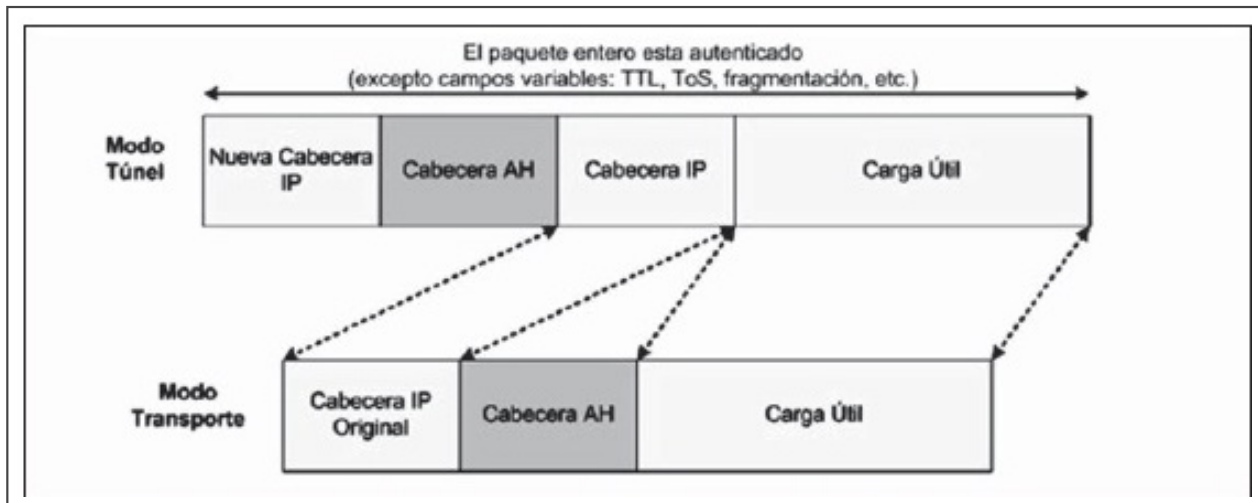 El paquete entero esta autenticado
(excepto campos variables: TTL, ToS, fragmentación, etc.)
Modo
Túnel
Nueva Cabecera
IP
Cabecera AH
Cabecera IP
Carga Útil
Modo
Transporte
Cabecera IP
Original
Cabecera AH
Carga Útil